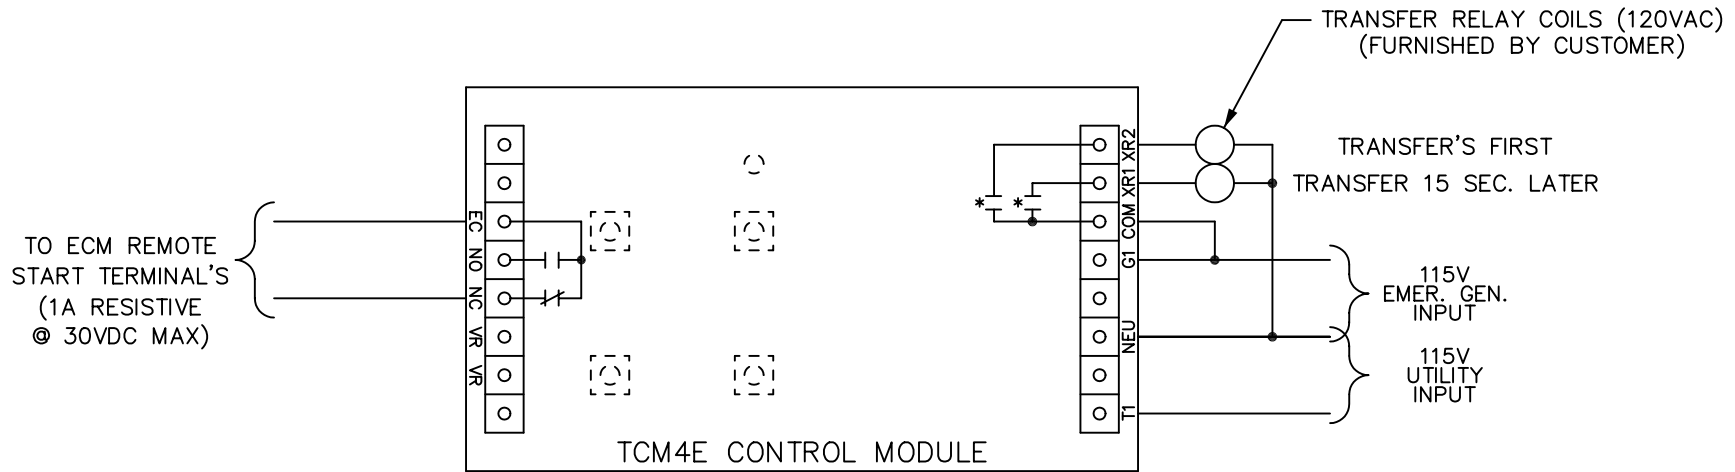 TRANSFER RELAY COILS (120VAC)
(FURNISHED BY CUSTOMER)
TRANSFER'S FIRST
TRANSFER 15 SEC. LATER
TO ECM REMOTE
START TERMINAL'S
(1A RESISTIVE
@ 30VDC MAX)
EC
NO
NC
VR
VR
*
*
XR2
XR1
COM
G1
NEU
T1
115V
EMER. GEN.
INPUT
115V
UTILITY
INPUT
TCM4E CONTROL MODULE